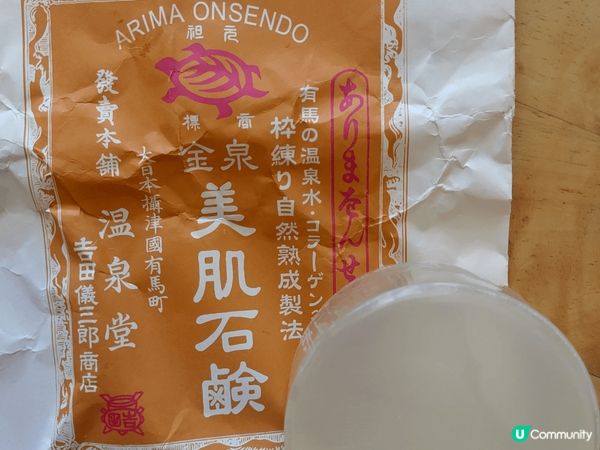 ARIMA ONSENDO
元祖
商標
ありまをんせ
有馬の温泉水・コラーゲン
枠練り自然熟成製法
金泉
美肌石鹸
大日本攝津國有馬町
發賣本舗 温泉堂
吉田儀三郎商店
U Community